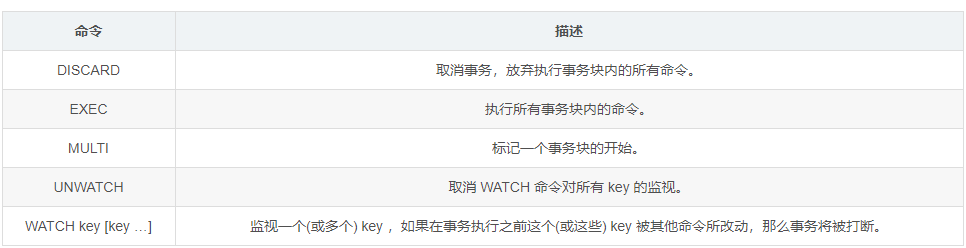 命令 描述
DISCARD 取消事务，放弃执行事务块内的所有命令。
EXEC 执行所有事务块内的命令。
MULTI 标记一个事务块的开始。
UNWATCH 取消 WATCH 命令对所有 key 的监视。
WATCH key [key …] 监视一个(或多个) key ，如果在事务执行之前这个(或这些) key 被其他命令所改动，那么事务将被打断。